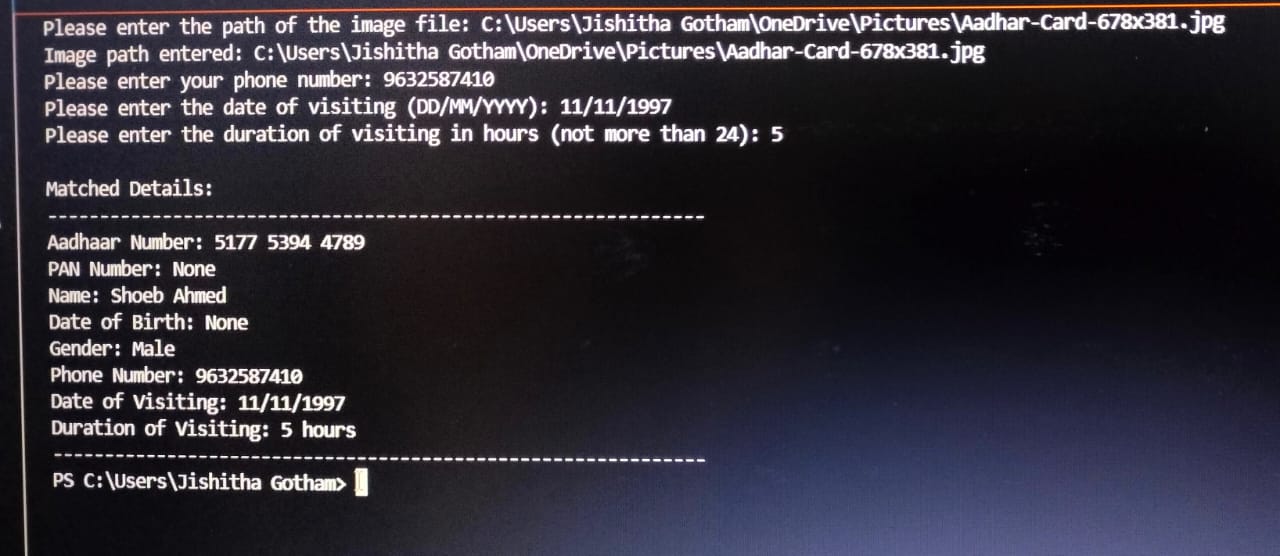 Please enter the path of the image file: C:\Users\Jishitha Gotham\OneDrive\Pictures\Aadhar-Card-678x381.jpg
Image path entered: C:\Users\Jishitha Gotham\OneDrive\Pictures\Aadhar-Card-678x381.jpg
Please enter your phone number: 9632587410
Please enter the date of visiting (DD/MM/YYYY): 11/11/1997
Please enter the duration of visiting in hours (not more than 24): 5
Matched Details:
---------------------------------------------------------------
Aadhaar Number: 5177 5394 4789
PAN Number: None
Name: Shoeb Ahmed
Date of Birth: None
Gender: Male
Phone Number: 9632587410
Date of Visiting: 11/11/1997
Duration of Visiting: 5 hours
---------------------------------------------------------------
PS C:\Users\Jishitha Gotham>